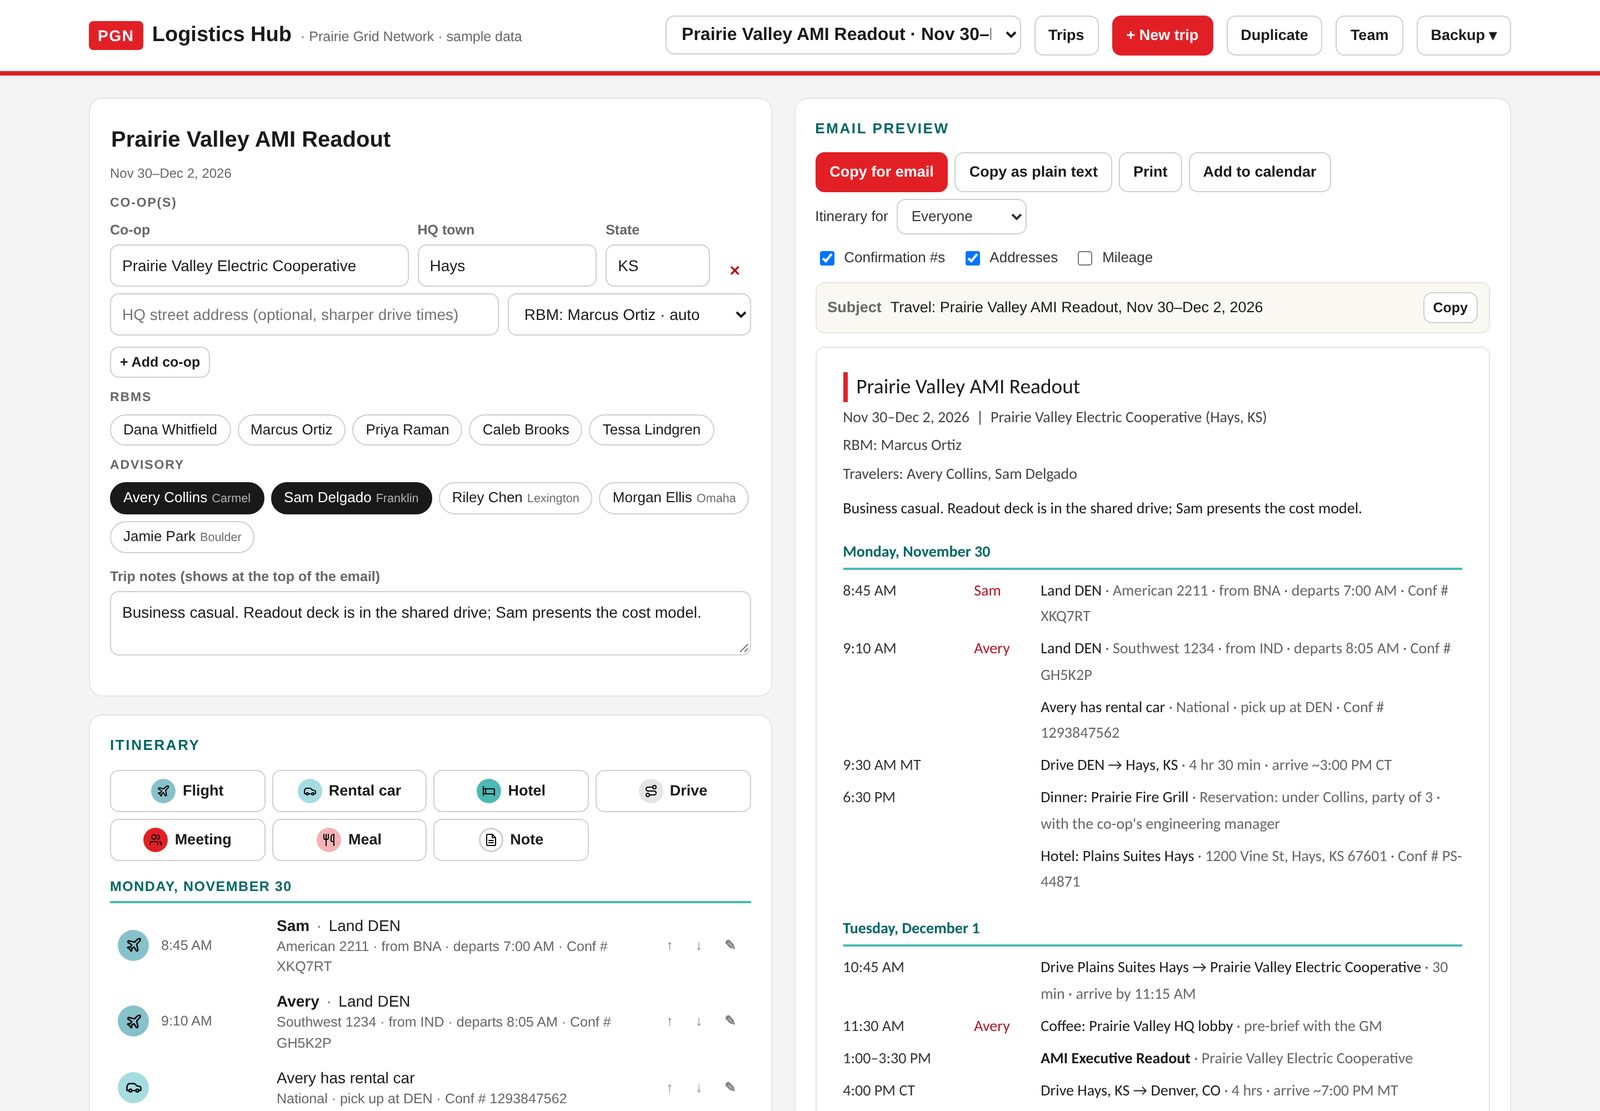 PGN Logistics Hub · Prairie Grid Network · sample data
Prairie Valley AMI Readout · Nov 30–
Trips
+ New trip
Duplicate
Team
Backup ▾
Prairie Valley AMI Readout
Nov 30–Dec 2, 2026
CO-OP(S)
Co-op HQ town State
Prairie Valley Electric Cooperative Hays KS ×
HQ street address (optional, sharper drive times) RBM: Marcus Ortiz · auto
+ Add co-op
RBMS
Dana Whitfield Marcus Ortiz Priya Raman Caleb Brooks Tessa Lindgren
ADVISORY
Avery Collins Carmel Sam Delgado Franklin Riley Chen Lexington Morgan Ellis Omaha
Jamie Park Boulder
Trip notes (shows at the top of the email)
Business casual. Readout deck is in the shared drive; Sam presents the cost model.
ITINERARY
Flight Rental car Hotel Drive
Meeting Meal Note
MONDAY, NOVEMBER 30
Sam · Land DEN
8:45 AM American 2211 · from BNA · departs 7:00 AM · Conf # ↑ ↓ ✎
XKQ7RT
Avery · Land DEN
9:10 AM Southwest 1234 · from IND · departs 8:05 AM · Conf # ↑ ↓ ✎
GH5K2P
Avery has rental car ↑ ↓ ✎
National · pick up at DEN · Conf # 1293847562
EMAIL PREVIEW
Copy for email Copy as plain text Print Add to calendar
Itinerary for Everyone
Confirmation #s Addresses Mileage
Subject Travel: Prairie Valley AMI Readout, Nov 30–Dec 2, 2026 Copy
Prairie Valley AMI Readout
Nov 30–Dec 2, 2026 | Prairie Valley Electric Cooperative (Hays, KS)
RBM: Marcus Ortiz
Travelers: Avery Collins, Sam Delgado
Business casual. Readout deck is in the shared drive; Sam presents the cost model.
Monday, November 30
8:45 AM Sam Land DEN · American 2211 · from BNA · departs 7:00 AM · Conf #
XKQ7RT
9:10 AM Avery Land DEN · Southwest 1234 · from IND · departs 8:05 AM · Conf #
GH5K2P
Avery has rental car · National · pick up at DEN · Conf #
1293847562
9:30 AM MT Drive DEN → Hays, KS · 4 hr 30 min · arrive ~3:00 PM CT
6:30 PM Dinner: Prairie Fire Grill · Reservation: under Collins, party of 3 ·
with the co-op's engineering manager
Hotel: Plains Suites Hays · 1200 Vine St, Hays, KS 67601 · Conf # PS-
44871
Tuesday, December 1
10:45 AM Drive Plains Suites Hays → Prairie Valley Electric Cooperative · 30
min · arrive by 11:15 AM
11:30 AM Avery Coffee: Prairie Valley HQ lobby · pre-brief with the GM
1:00–3:30 PM AMI Executive Readout · Prairie Valley Electric Cooperative
4:00 PM CT Drive Hays, KS → Denver, CO · 4 hrs · arrive ~7:00 PM MT